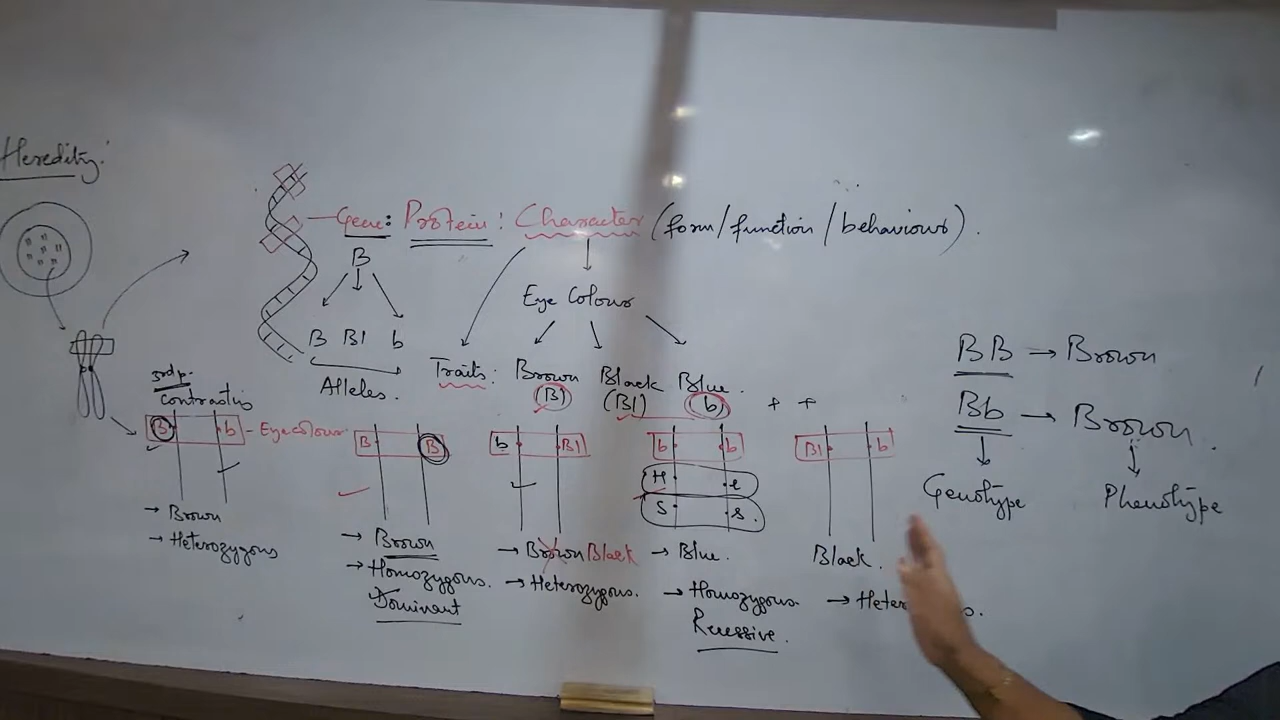 Heredity:
Gene: Protein: Character (form/function/behaviours).
B
Eye Colour
B Bl b
Alleles.
Traits: Brown Black Blue.
(B) (Bl) (b)
3rd p.
contrasting
B b - Eye colour
B B
b Bl
b b
H e
S s.
Bl b
→ Brown
→ Heterozygous
→ Brown
→ Homozygous.
Dominant
→ Brown Black
→ Heterozygous.
→ Blue.
→ Homozygous
Recessive.
Black.
BB → Brown
Bb → Brown.
Genotype Phenotype